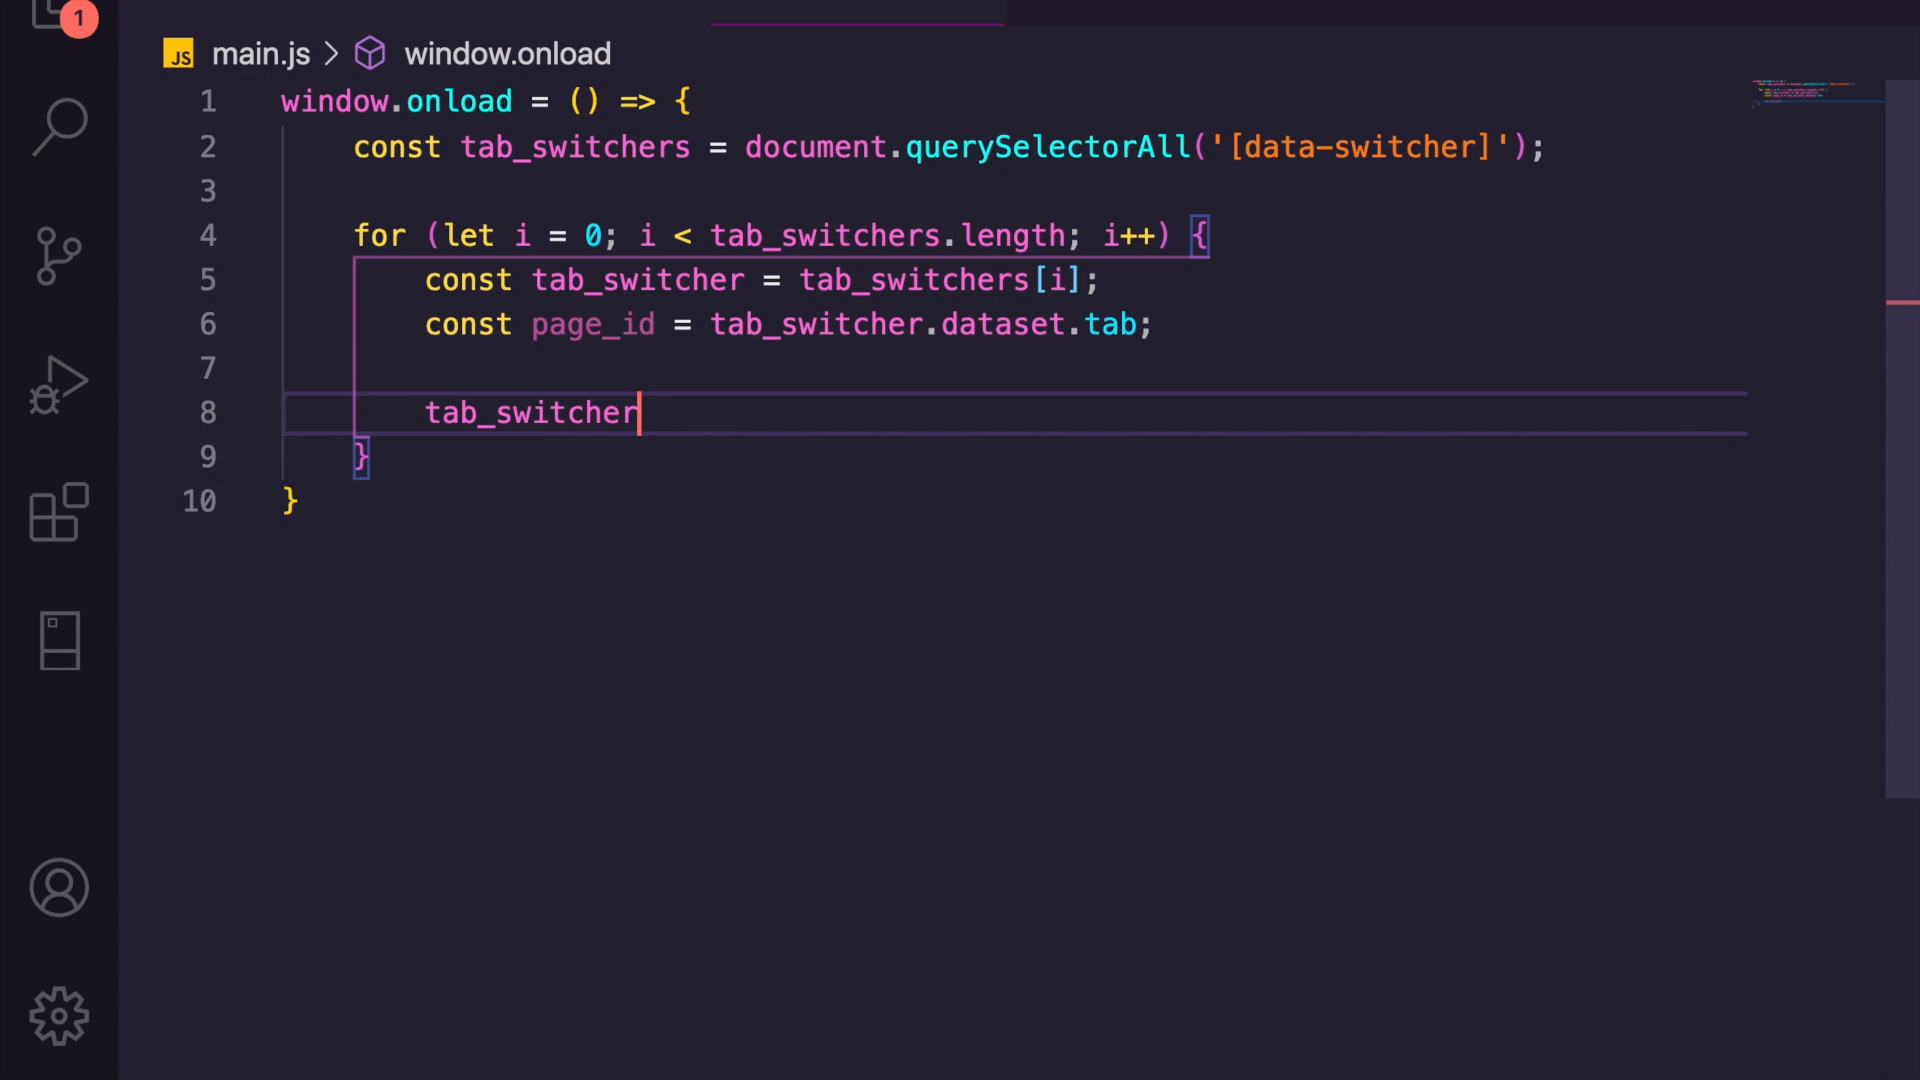 1
JS main.js > window.onload
1 window.onload = () => {
2 const tab_switchers = document.querySelectorAll('[data-switcher]');
3
4 for (let i = 0; i < tab_switchers.length; i++) {
5 const tab_switcher = tab_switchers[i];
6 const page_id = tab_switcher.dataset.tab;
7
8 tab_switcher
9 }
10 }